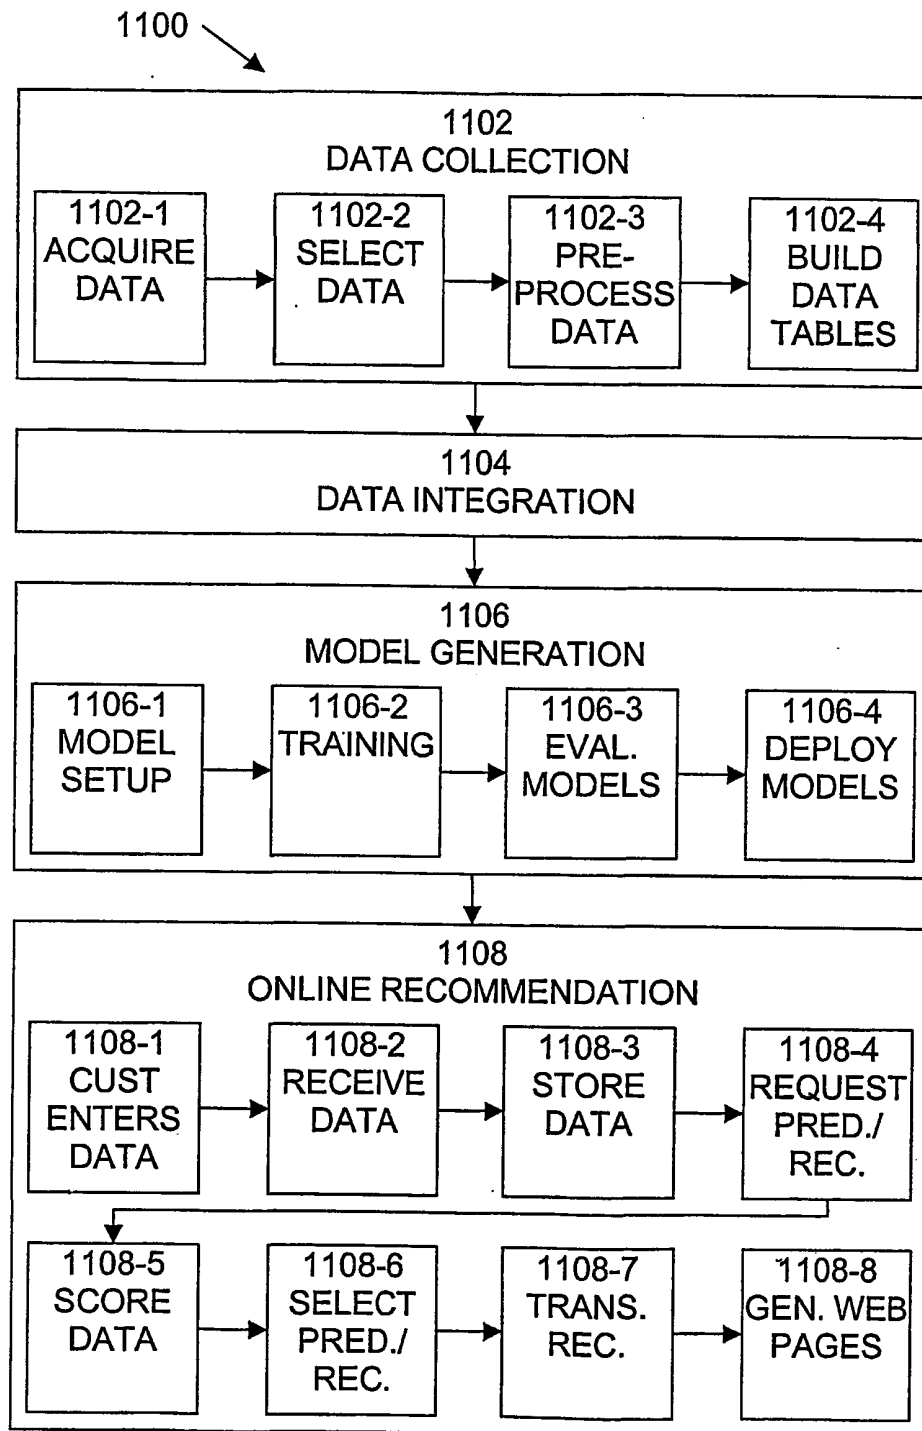 1100
1102
DATA COLLECTION
1102-1
ACQUIRE
DATA
1102-2
SELECT
DATA
1102-3
PRE-
PROCESS
DATA
1102-4
BUILD
DATA
TABLES
1104
DATA INTEGRATION
1106
MODEL GENERATION
1106-1
MODEL
SETUP
1106-2
TRAINING
1106-3
EVAL.
MODELS
1106-4
DEPLOY
MODELS
1108
ONLINE RECOMMENDATION
1108-1
CUST
ENTERS
DATA
1108-2
RECEIVE
DATA
1108-3
STORE
DATA
1108-4
REQUEST
PRED./
REC.
1108-5
SCORE
DATA
1108-6
SELECT
PRED./
REC.
1108-7
TRANS.
REC.
1108-8
GEN. WEB
PAGES